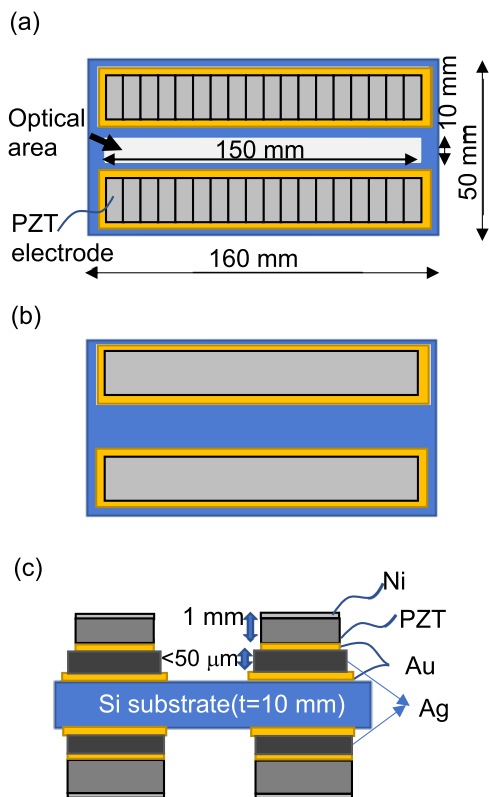 (a)
Optical
area
150 mm
10 mm
50 mm
PZT
electrode
160 mm
(b)
(c)
Ni
1 mm
PZT
<50 μm
Au
Si substrate(t=10 mm)
Ag